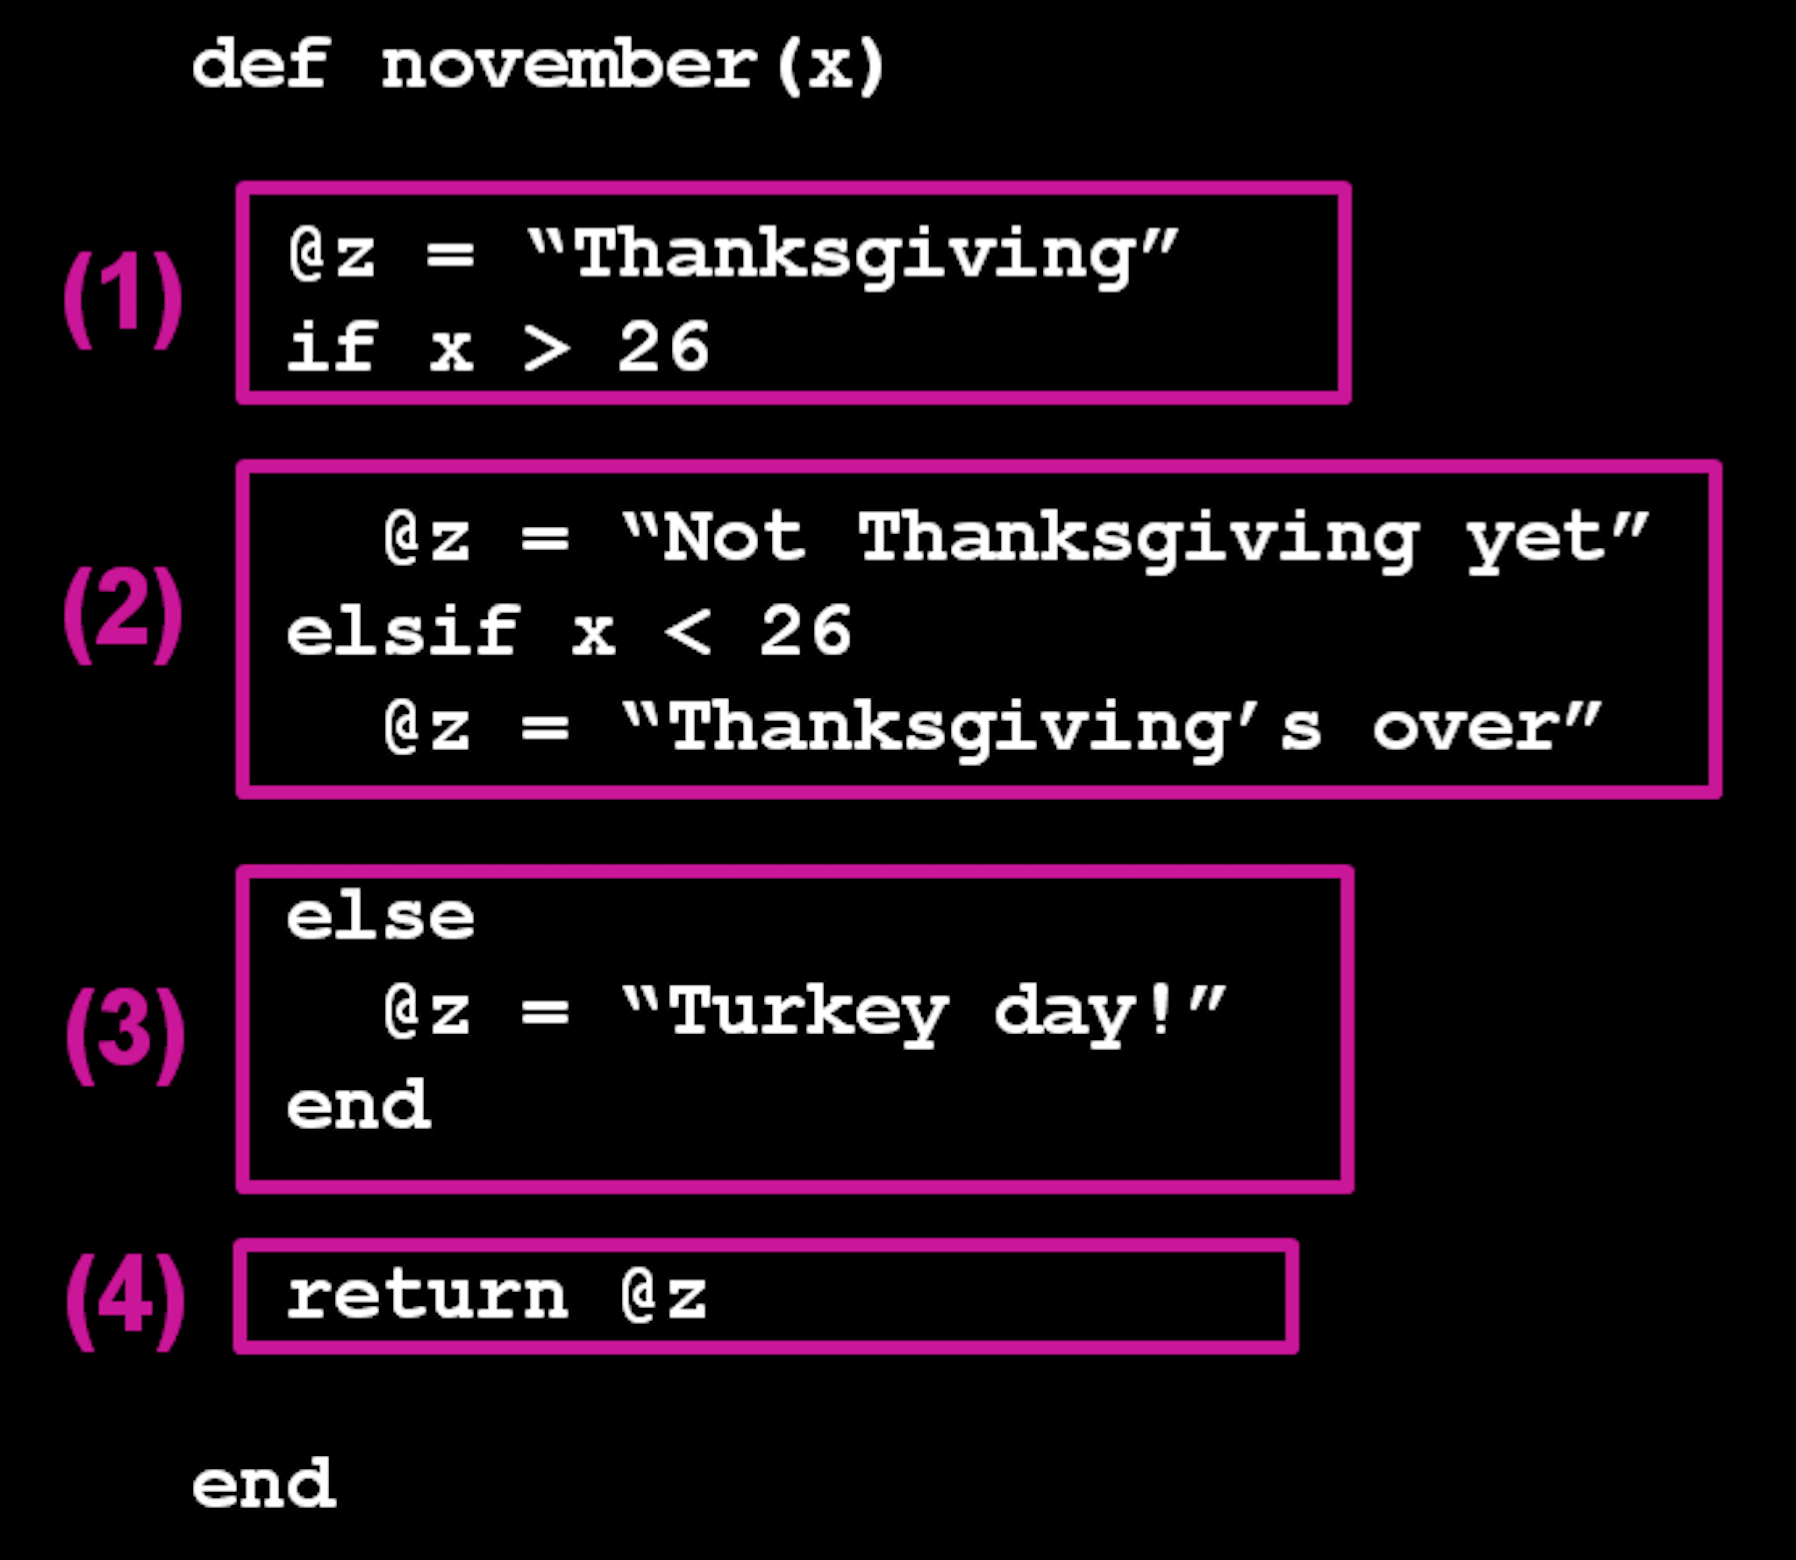 def november(x)
(1)
@z = “Thanksgiving”
if x > 26
(2)
@z = “Not Thanksgiving yet”
elsif x < 26
@z = “Thanksgiving’s over”
(3)
else
@z = “Turkey day!”
end
(4)
return @z
end